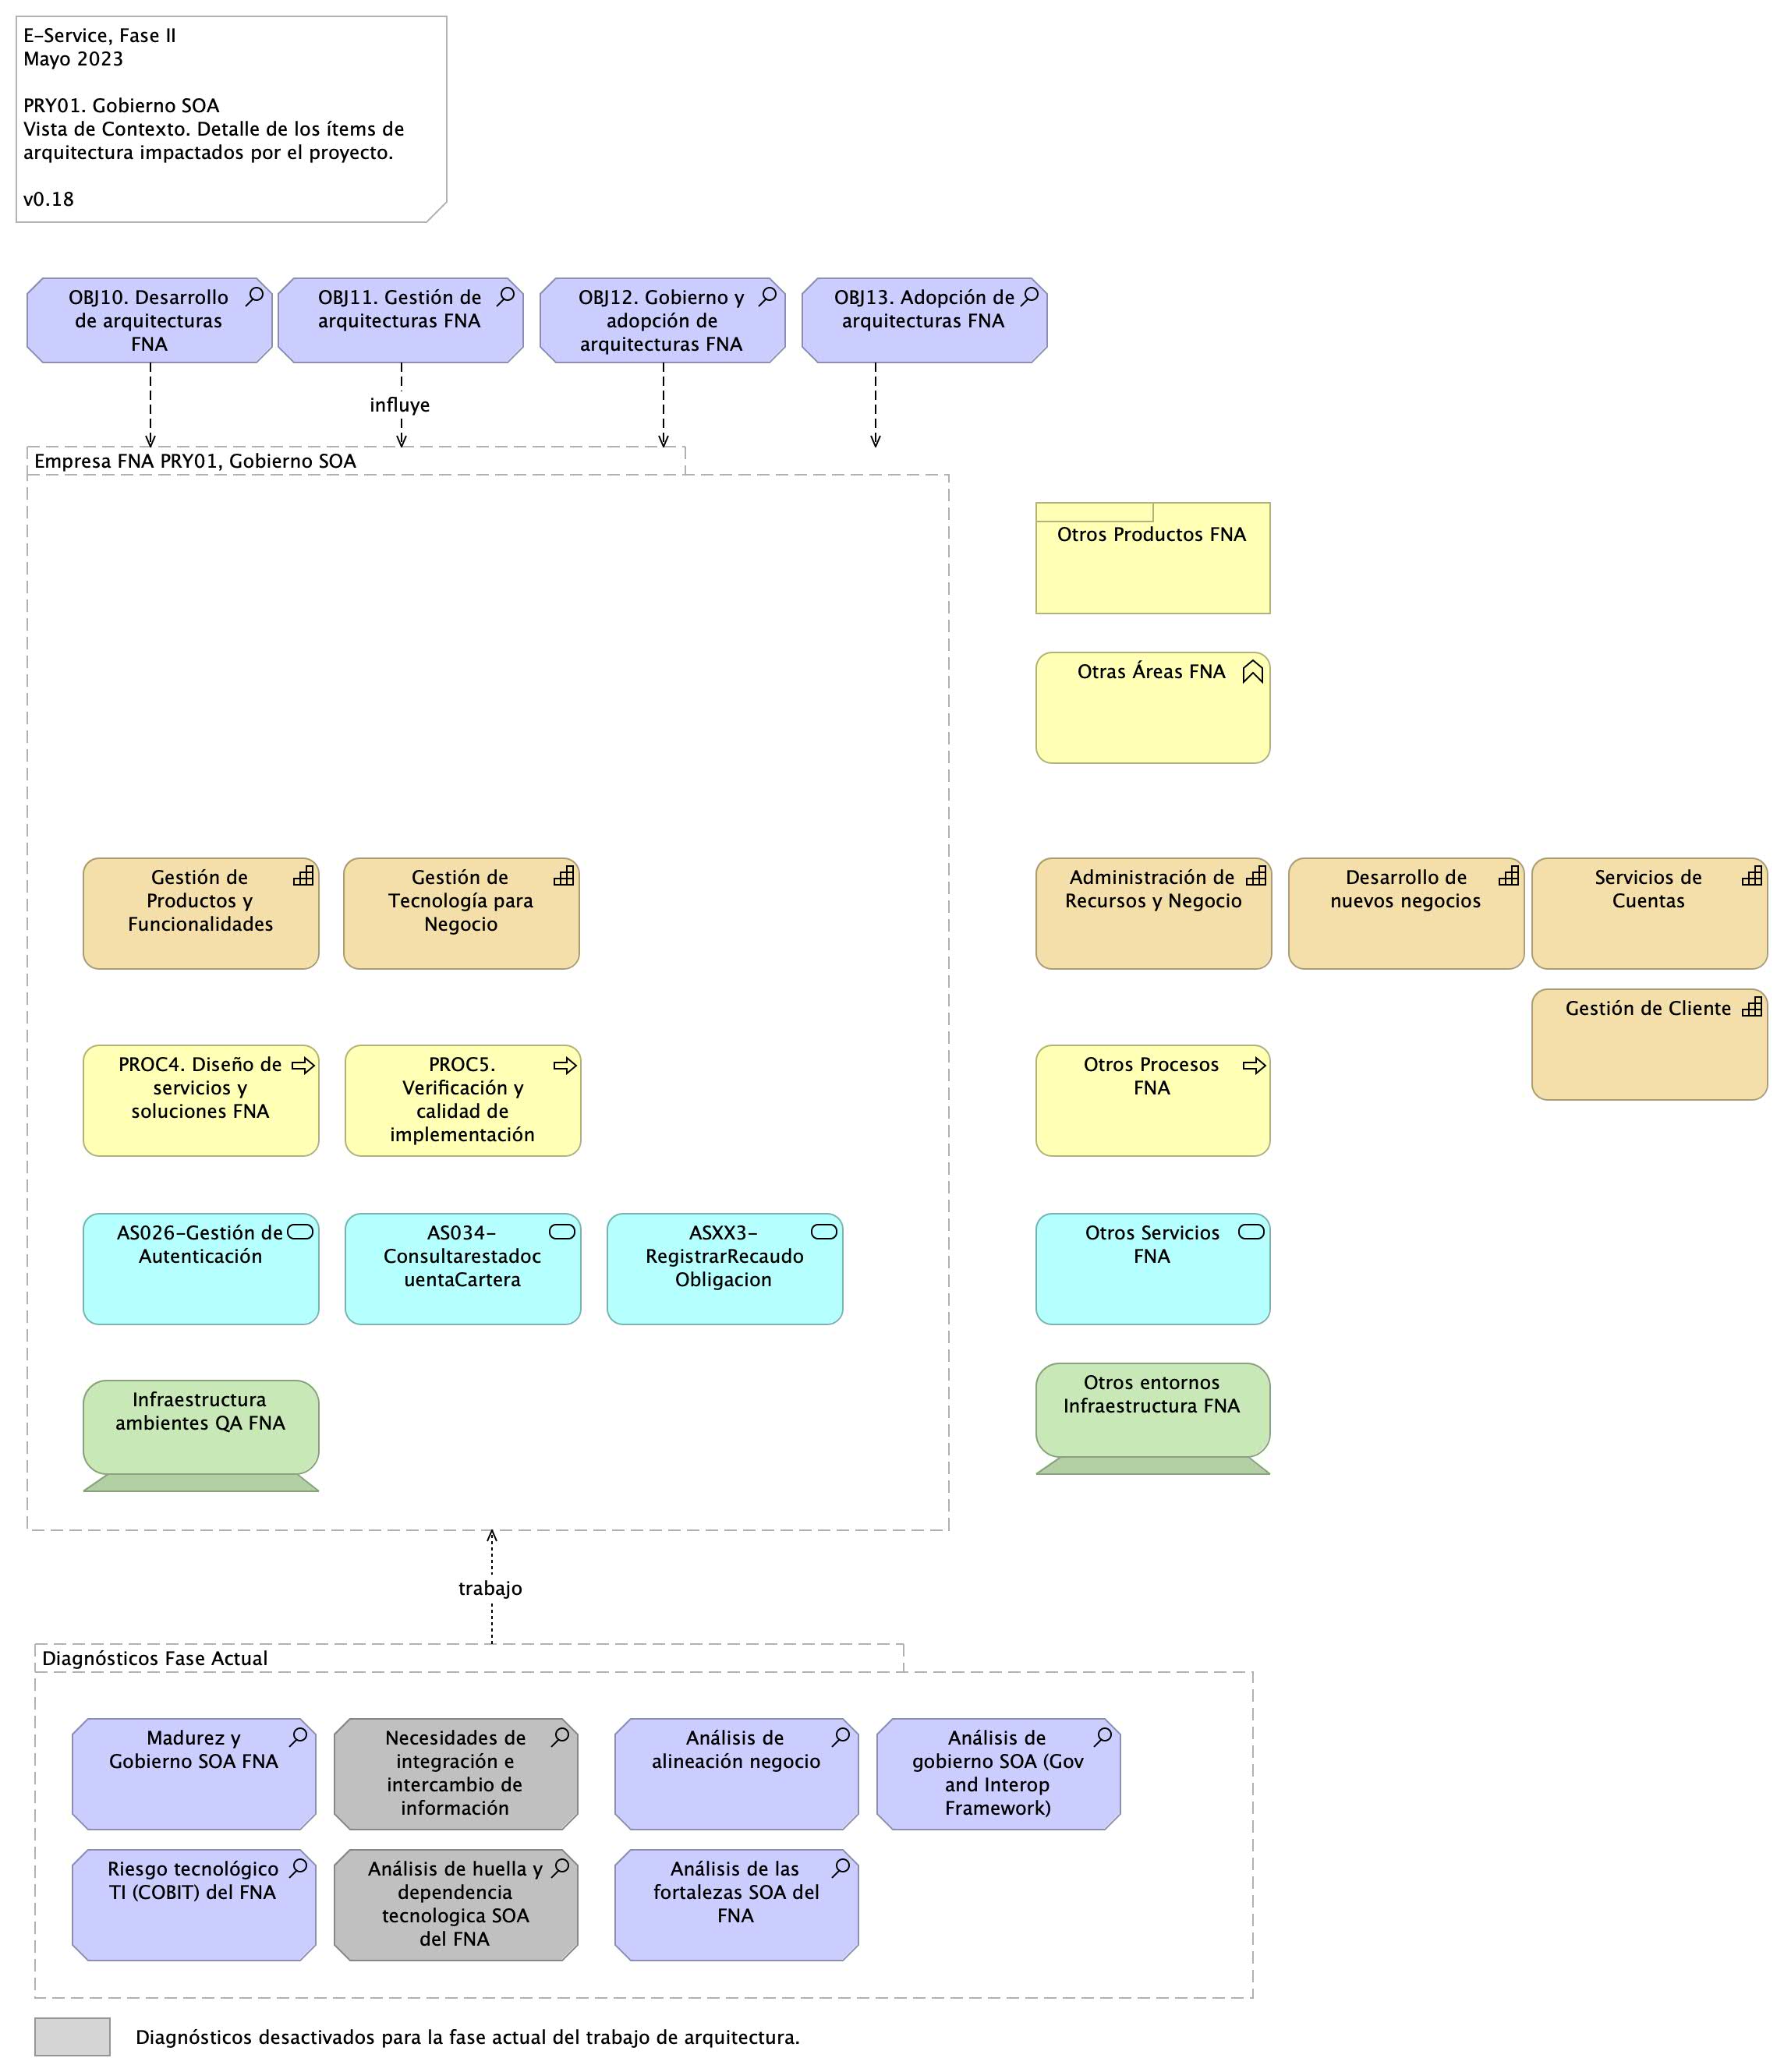 E-Service, Fase II
Mayo 2023
PRY01. Gobierno SOA
Vista de Contexto. Detalle de los ítems de
arquitectura impactados por el proyecto.
v0.18
OBJ10. Desarrollo
de arquitecturas
FNA
OBJ11. Gestión de
arquitecturas FNA
OBJ12. Gobierno y
adopción de
arquitecturas FNA
OBJ13. Adopción de
arquitecturas FNA
influye
Empresa FNA PRY01, Gobierno SOA
Otros Productos FNA
Otras Áreas FNA
Gestión de
Productos y
Funcionalidades
Gestión de
Tecnología para
Negocio
Administración de
Recursos y Negocio
Desarrollo de
nuevos negocios
Servicios de
Cuentas
Gestión de Cliente
PROC4. Diseño de
servicios y
soluciones FNA
PROC5.
Verificación y
calidad de
implementación
Otros Procesos
FNA
AS026-Gestión de
Autenticación
AS034-
Consultarestadoc
uentaCartera
ASXX3-
RegistrarRecaudo
Obligacion
Otros Servicios
FNA
Infraestructura
ambientes QA FNA
Otros entornos
Infraestructura FNA
trabajo
Diagnósticos Fase Actual
Madurez y
Gobierno SOA FNA
Necesidades de
integración e
intercambio de
información
Análisis de
alineación negocio
Análisis de
gobierno SOA (Gov
and Interop
Framework)
Riesgo tecnológico
TI (COBIT) del FNA
Análisis de huella y
dependencia
tecnologica SOA
del FNA
Análisis de las
fortalezas SOA del
FNA
Diagnósticos desactivados para la fase actual del trabajo de arquitectura.